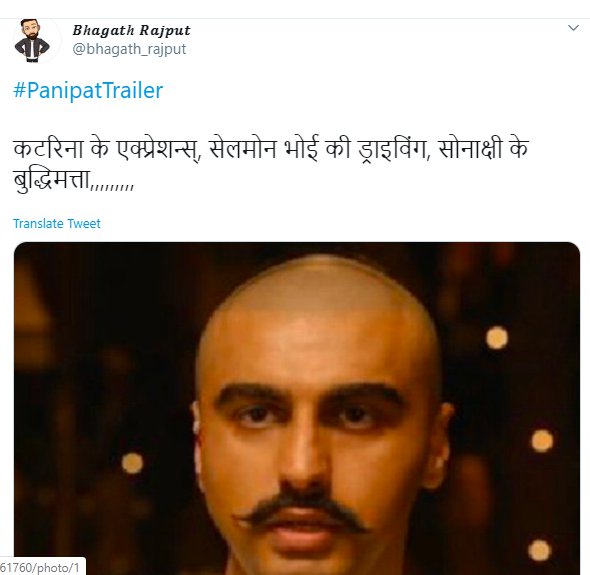 Bhagath Rajput
@bhagath_rajput
#PanipatTrailer
कटरिना के एक्प्रेशन्स्, सेलमोन भोई की ड्राइविंग, सोनाक्षी के
बुद्धिमत्ता,,,,,,,,,
Translate Tweet
61760/photo/1